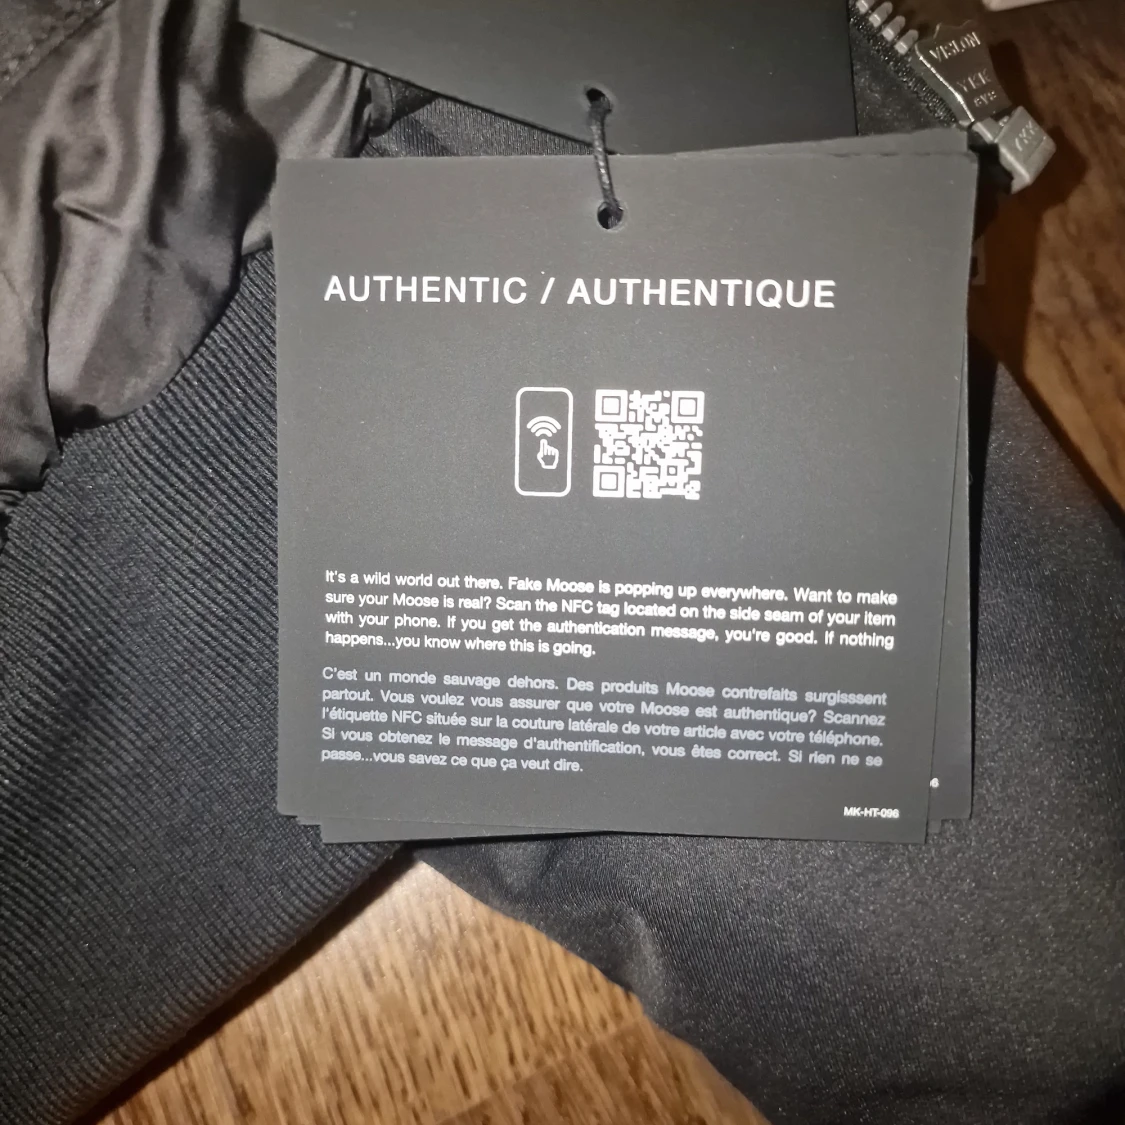 VISLON
YKK
AUTHENTIC / AUTHENTIQUE
It's a wild world out there. Fake Moose is popping up everywhere. Want to make
sure your Moose is real? Scan the NFC tag located on the side seam of your item
with your phone. If you get the authentication message, you're good. If nothing
happens...you know where this is going.
C'est un monde sauvage dehors. Des produits Moose contrefaits surgisssent
partout. Vous voulez vous assurer que votre Moose est authentique? Scannez
l'étiquette NFC située sur la couture latérale de votre article avec votre téléphone.
Si vous obtenez le message d'authentification, vous êtes correct. Si rien ne se
passe...vous savez ce que ça veut dire.
6
MK-HT-096